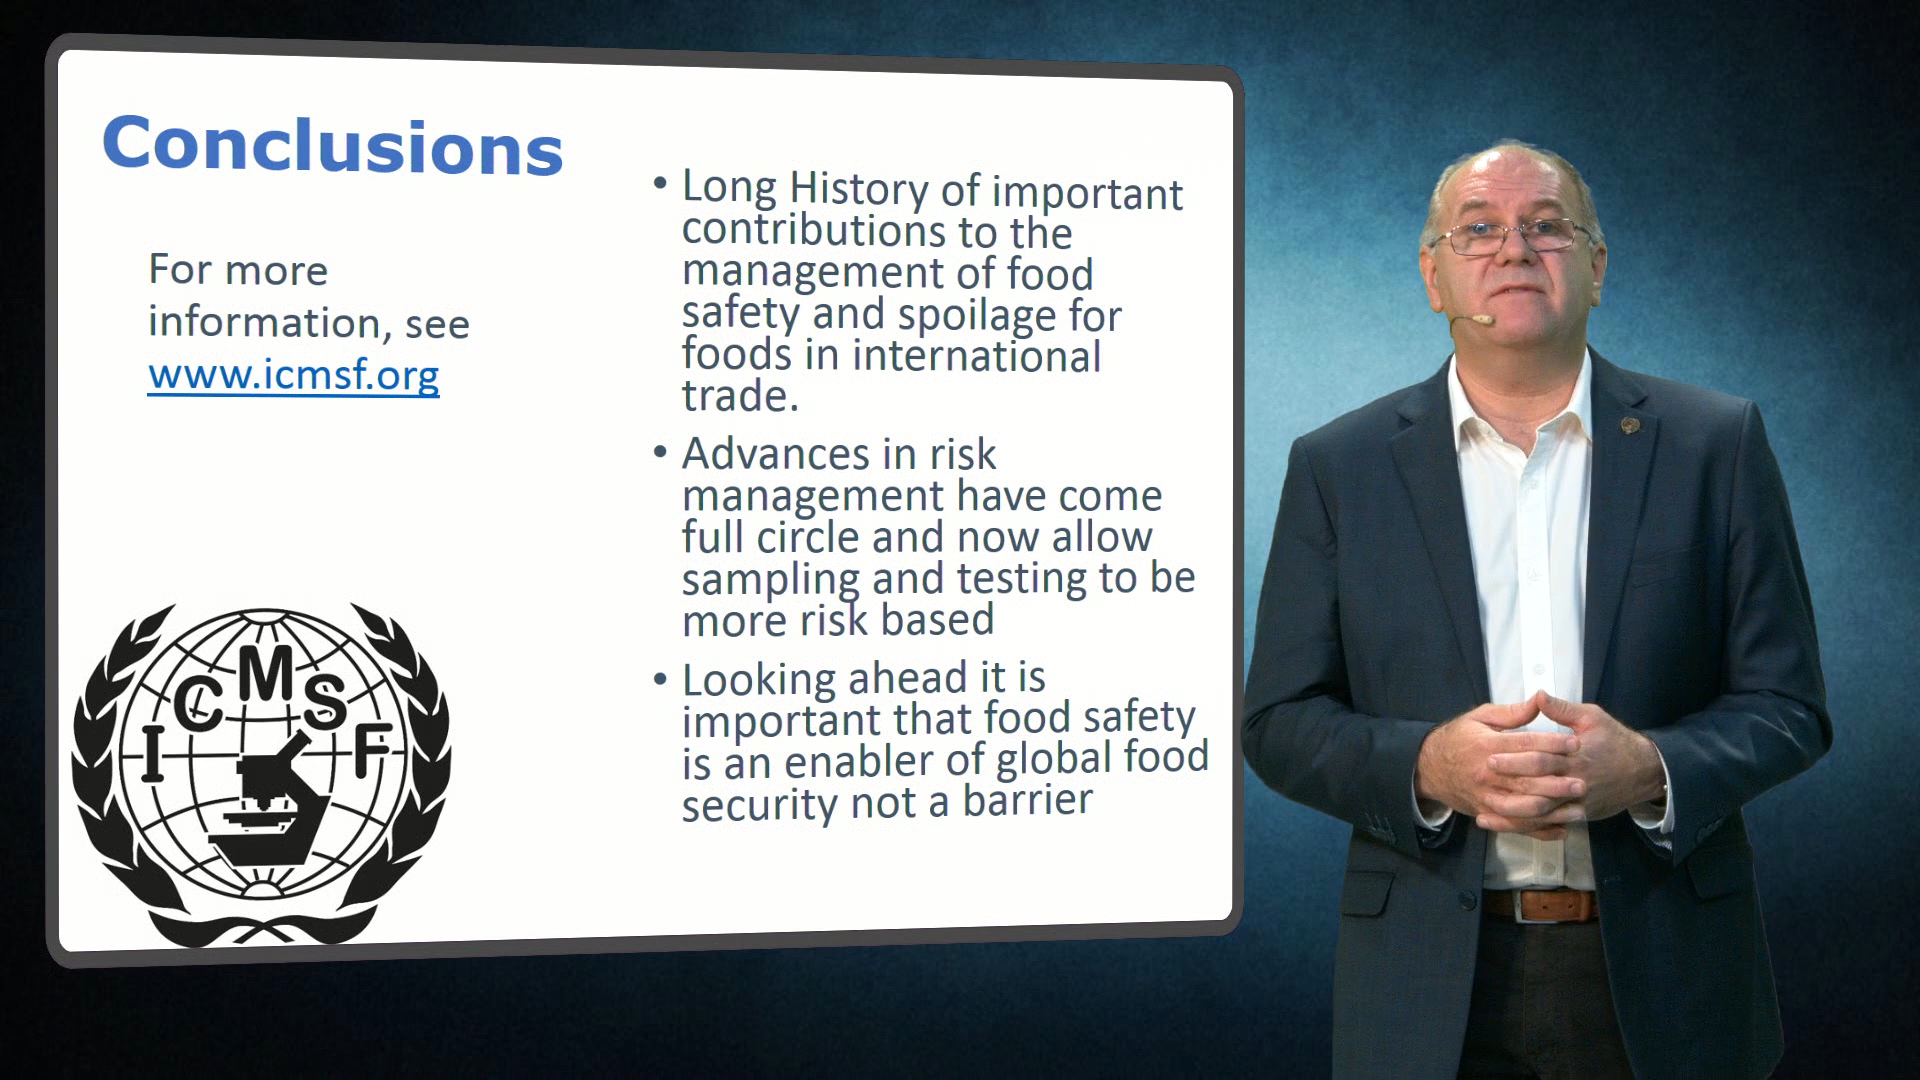 Conclusions
For more
information, see
www.icmsf.org
• Long History of important
contributions to the
management of food
safety and spoilage for
foods in international
trade.
• Advances in risk
management have come
full circle and now allow
sampling and testing to be
more risk based
• Looking ahead it is
important that food safety
is an enabler of global food
security not a barrier
ICMSF